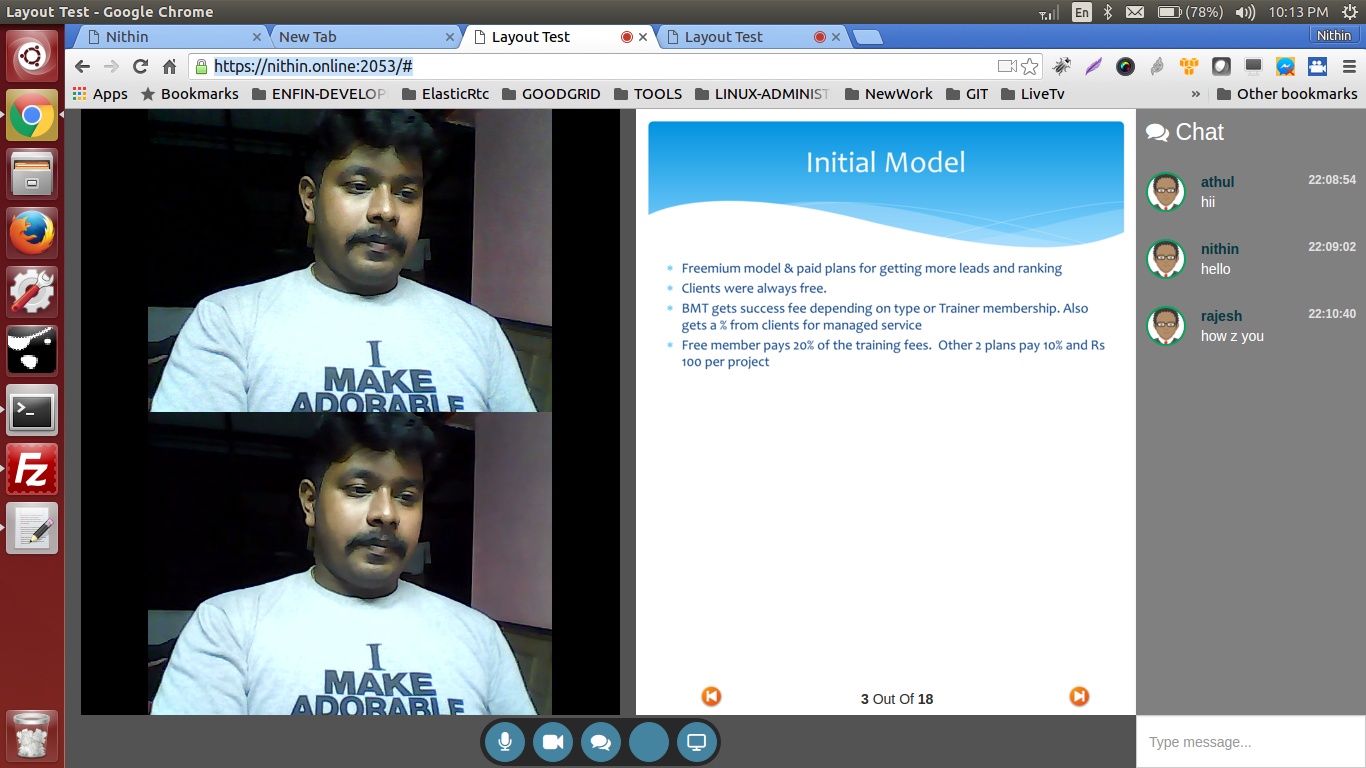 Layout Test - Google Chrome
En
(78%)
10:13 PM
Nithin
New Tab
Layout Test
Layout Test
Nithin
https://nithin.online:2053/#
Apps
Bookmarks
ENFIN-DEVELOP
ElasticRtc
GOODGRID
TOOLS
LINUX-ADMINIST
NewWork
GIT
LiveTv
»
Other bookmarks
I
MAKE
ADORABLE
I
MAKE
ADORABLE
Initial Model
Freemium model & paid plans for getting more leads and ranking
Clients were always free.
BMT gets success fee depending on type or Trainer membership. Also
gets a % from clients for managed service
Free member pays 20% of the training fees.  Other 2 plans pay 10% and Rs
100 per project
3 Out Of 18
Chat
athul 22:08:54
hii
nithin 22:09:02
hello
rajesh 22:10:40
how z you
Type message...
Fz